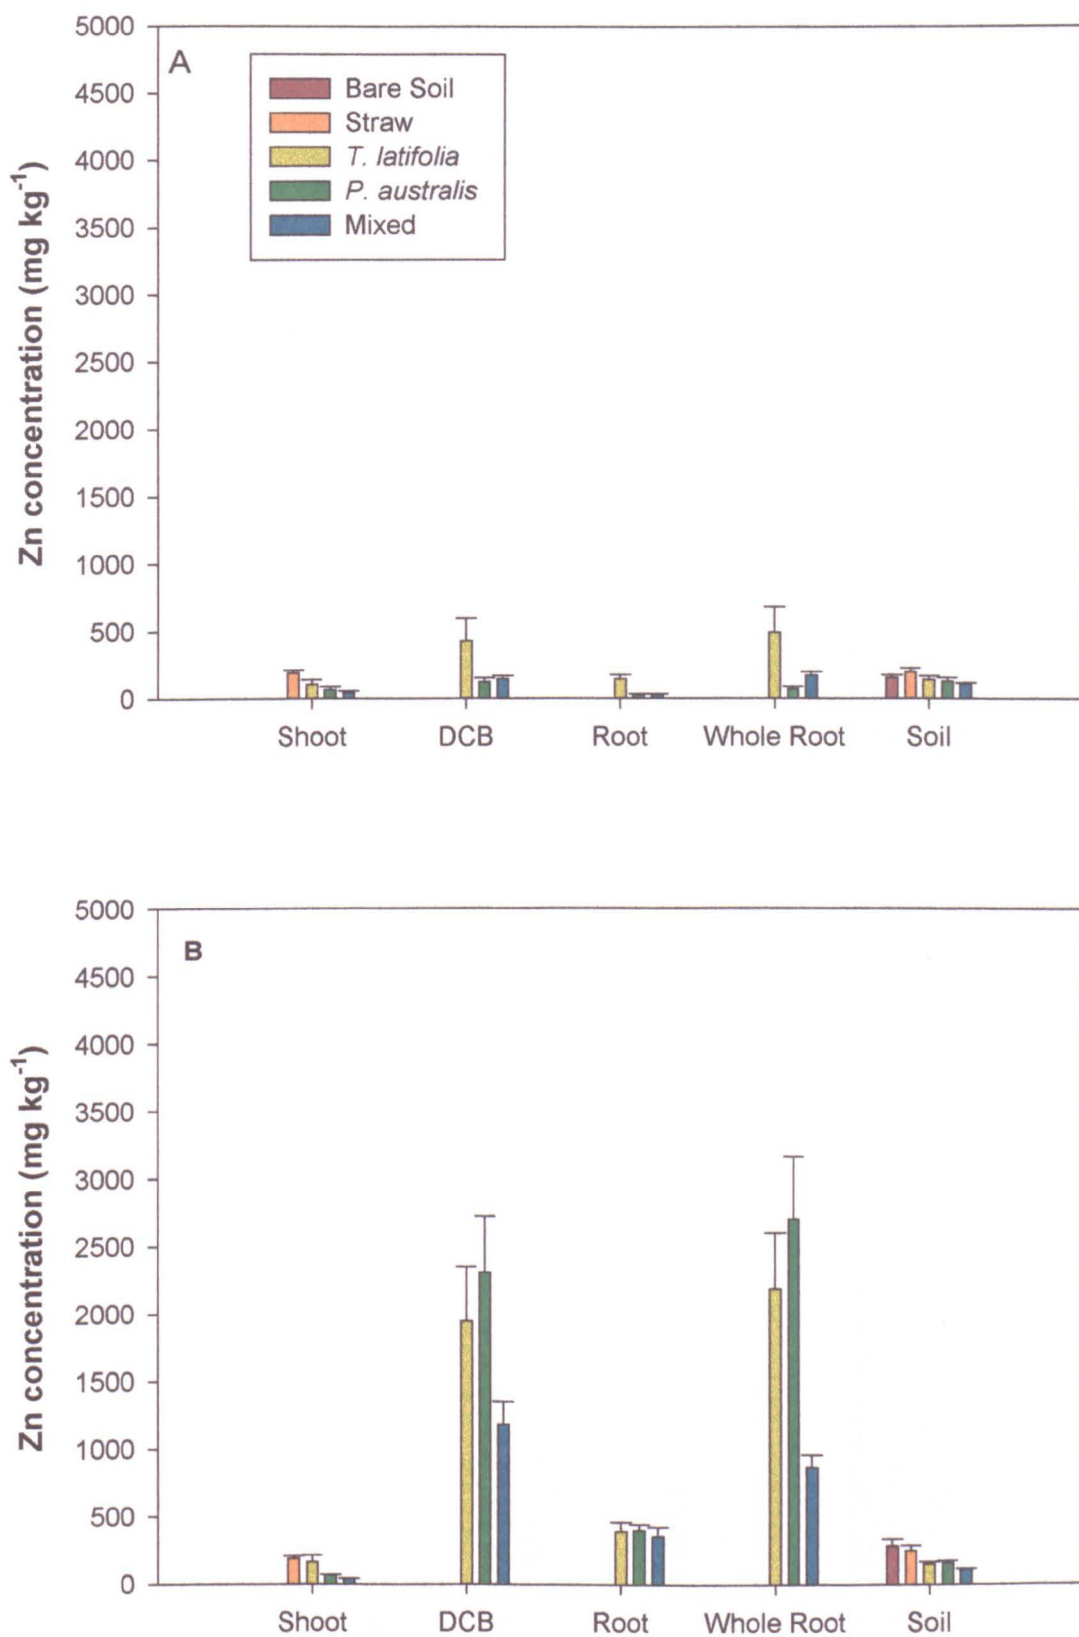 Zn concentration (mg kg-1)
5000
4500
4000
3500
3000
2500
2000
1500
1000
500
0
A
Bare Soil
Straw
T. latifolia
P. australis
Mixed
Shoot DCB Root Whole Root Soil
Zn concentration (mg kg-1)
5000
4500
4000
3500
3000
2500
2000
1500
1000
500
0
B
Shoot DCB Root Whole Root Soil